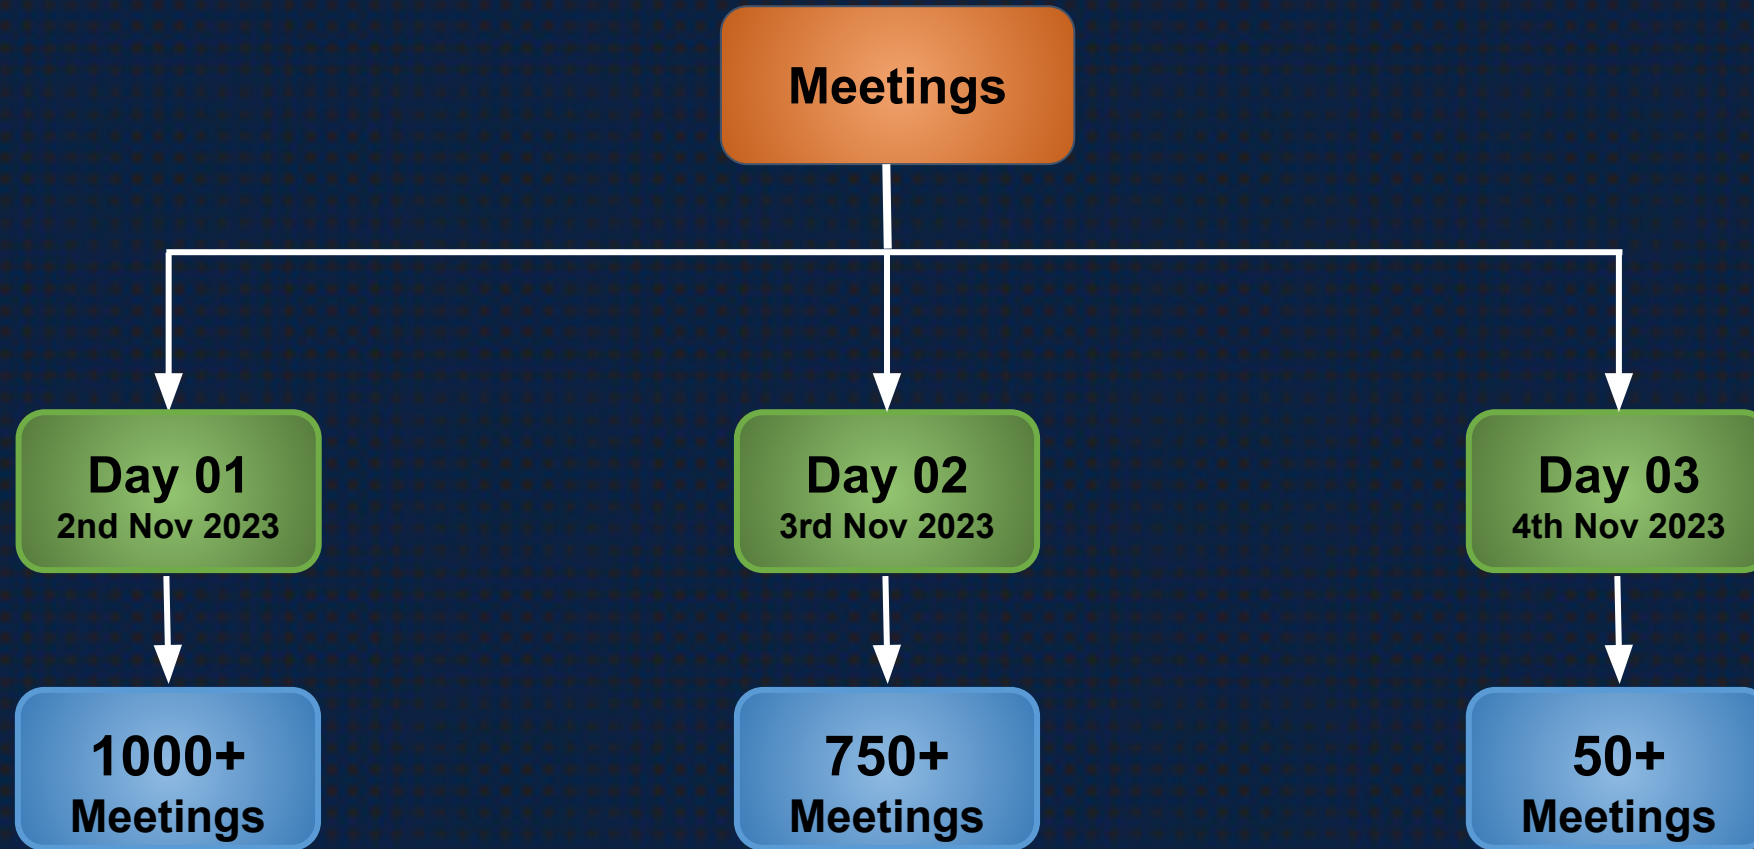 Meetings
Day 01
2nd Nov 2023
Day 02
3rd Nov 2023
Day 03
4th Nov 2023
1000+
Meetings
750+
Meetings
50+
Meetings